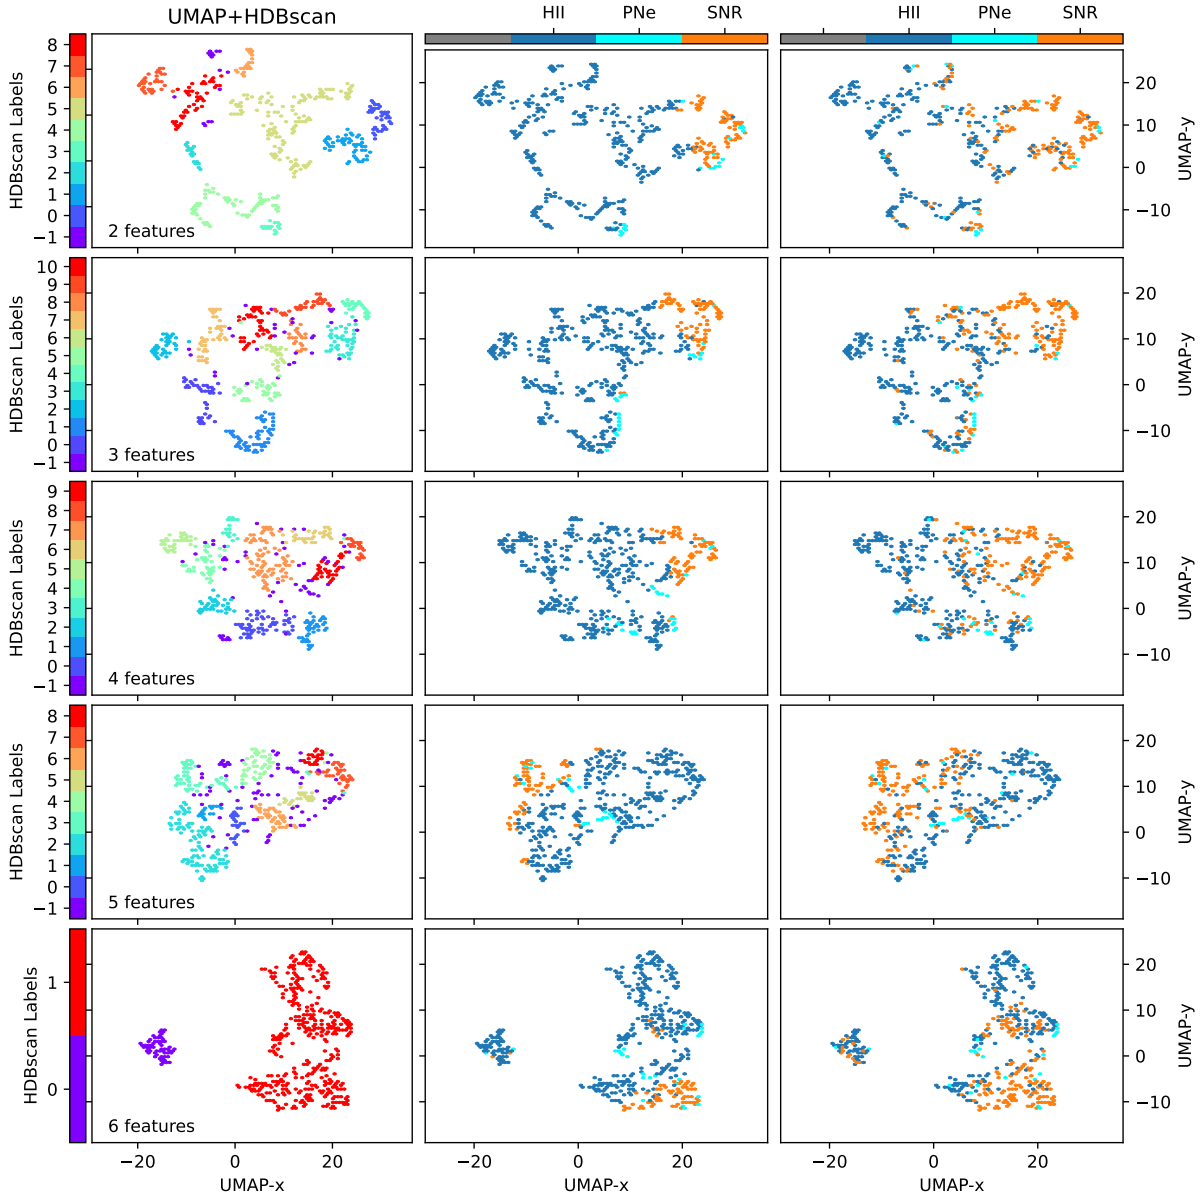 UMAP+HDBscan
HII PNe SNR
HII PNe SNR
HDBscan Labels
8
7
6
5
4
3
2
1
0
−1
2 features
20
10
0
−10
UMAP-y
HDBscan Labels
10
9
8
7
6
5
4
3
2
1
0
−1
3 features
20
10
0
−10
UMAP-y
HDBscan Labels
9
8
7
6
5
4
3
2
1
0
−1
4 features
20
10
0
−10
UMAP-y
HDBscan Labels
8
7
6
5
4
3
2
1
0
−1
5 features
20
10
0
−10
UMAP-y
HDBscan Labels
1
0
6 features
20
10
0
−10
UMAP-y
−20 0 20
−20 0 20
−20 0 20
UMAP-x
UMAP-x
UMAP-x